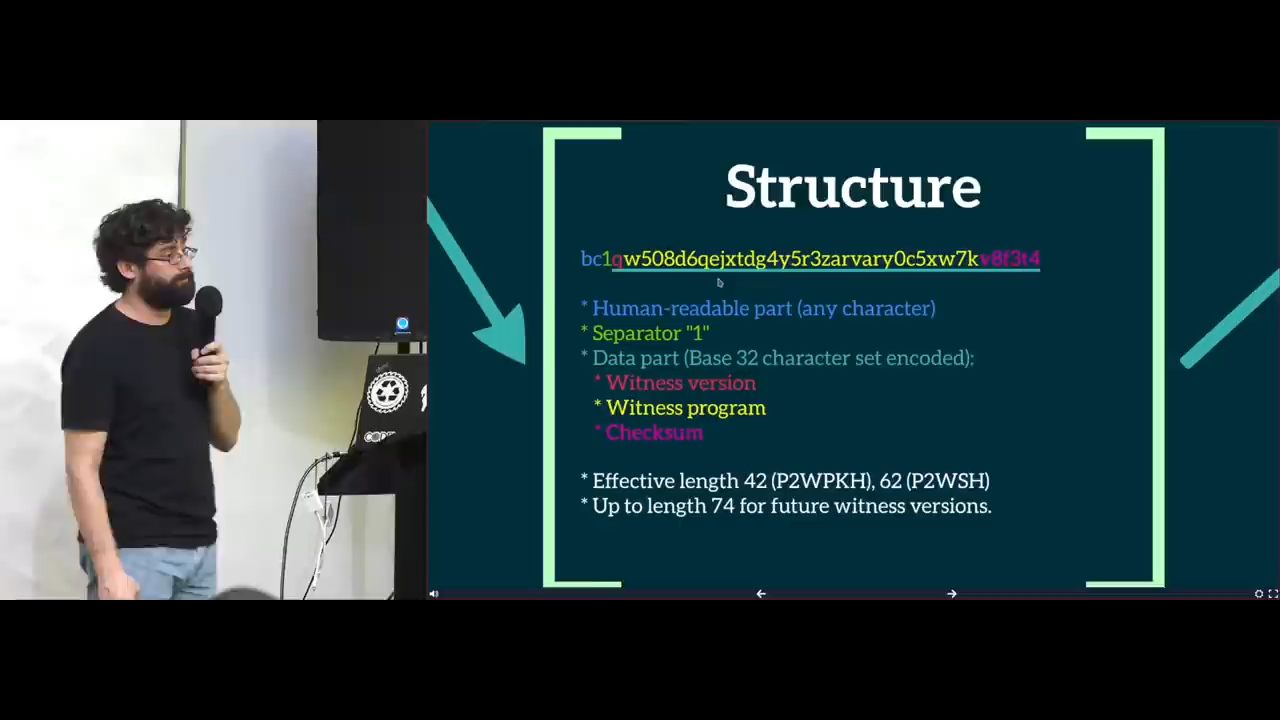 Structure
bc1qw508d6qejxtdg4y5r3zarvary0c5xw7kv8f3t4
* Human-readable part (any character)
* Separator "1"
* Data part (Base 32 character set encoded):
* Witness version
* Witness program
* Checksum
* Effective length 42 (P2WPKH), 62 (P2WSH)
* Up to length 74 for future witness versions.